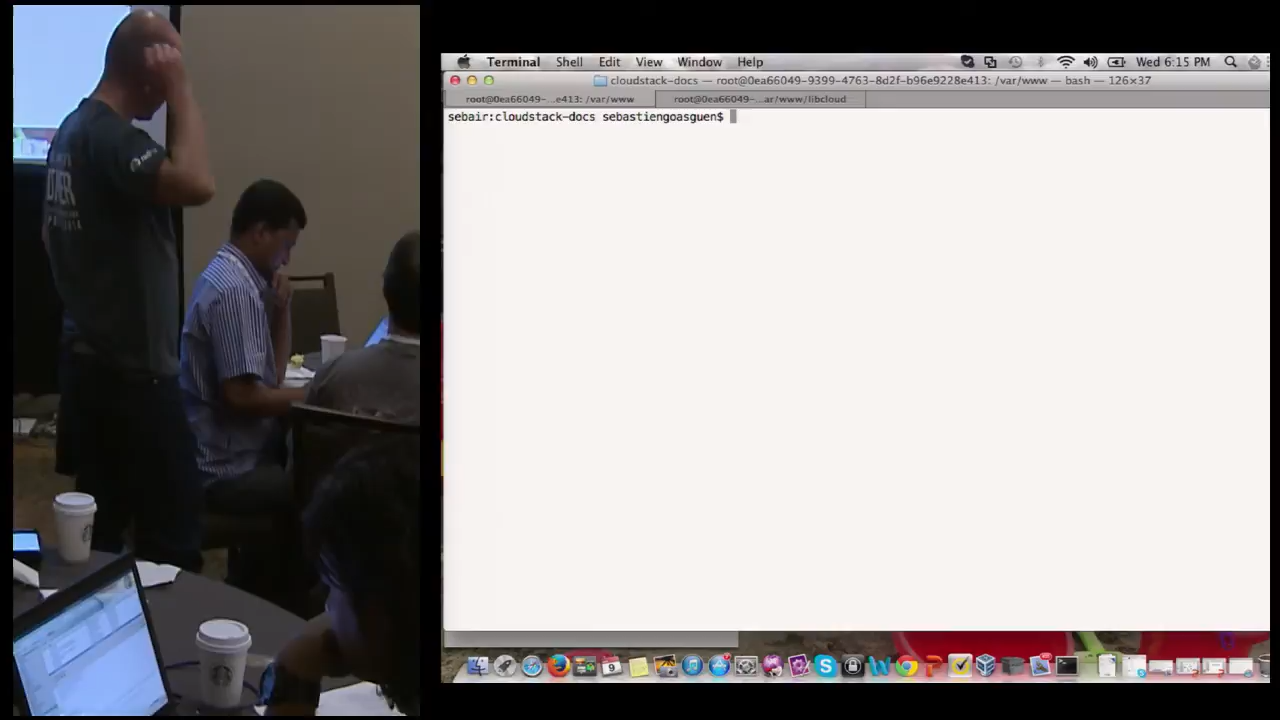 Terminal Shell Edit View Window Help Wed 6:15 PM
cloudstack-docs — root@0ea66049-9399-4763-8d2f-b96e9228e413: /var/www — bash — 126×37
root@0ea66049-...e413: /var/www root@0ea66049-...ar/www/libcloud
sebair:cloudstack-docs sebastiengoasguen$
9